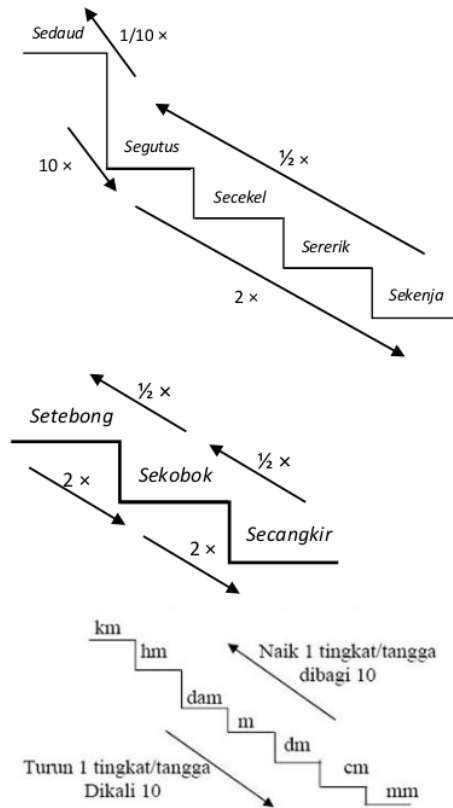 Sedaud
1/10 ×
10 ×
Segutus
½ ×
Secekel
Sererik
2 ×
Sekenja
½ ×
Setebong
½ ×
2 ×
Sekobok
2 ×
Secangkir
km
hm
dam
m
dm
cm
mm
Naik 1 tingkat/tangga
dibagi 10
Turun 1 tingkat/tangga
Dikali 10